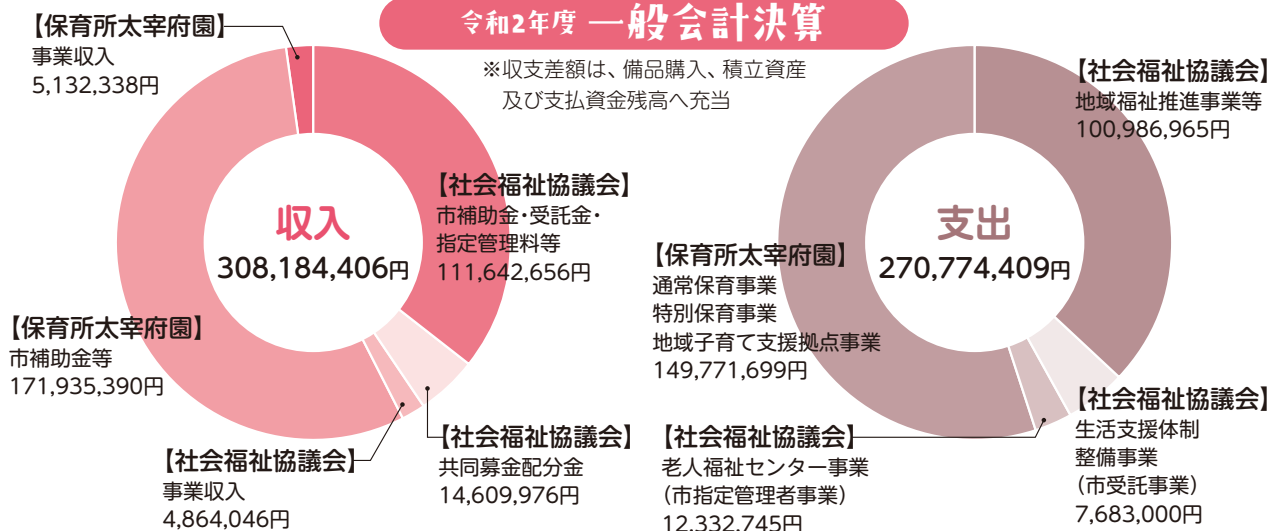 令和2年度 一般会計決算
※収支差額は、備品購入、積立資産
及び支払資金残高へ充当
【保育所太宰府園】
事業収入
5,132,338円
収入
308,184,406円
【社会福祉協議会】
市補助金・受託金・
指定管理料等
111,642,656円
【保育所太宰府園】
市補助金等
171,935,390円
【社会福祉協議会】
事業収入
4,864,046円
【社会福祉協議会】
共同募金配分金
14,609,976円
【社会福祉協議会】
地域福祉推進事業等
100,986,965円
支出
270,774,409円
【保育所太宰府園】
通常保育事業
特別保育事業
地域子育て支援拠点事業
149,771,699円
【社会福祉協議会】
老人福祉センター事業
（市指定管理者事業）
12,332,745円
【社会福祉協議会】
生活支援体制
整備事業
（市受託事業）
7,683,000円